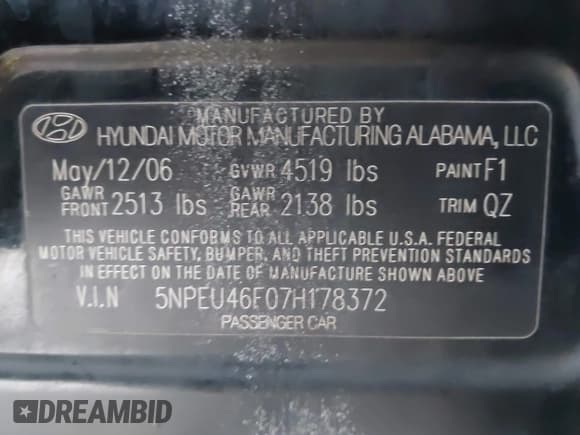 MANUFACTURED BY
HYUNDAI MOTOR MANUFACTURING ALABAMA, LLC
May/12/06 GVWR 4519 lbs PAINT F1
GAWR FRONT 2513 lbs GAWR REAR 2138 lbs TRIM QZ
THIS VEHICLE CONFORMS TO ALL APPLICABLE U.S.A. FEDERAL
MOTOR VEHICLE SAFETY, BUMPER, AND THEFT PREVENTION STANDARDS
IN EFFECT ON THE DATE OF MANUFACTURE SHOWN ABOVE
V.I.N 5NPEU46F07H178372
PASSENGER CAR
DREAMBID